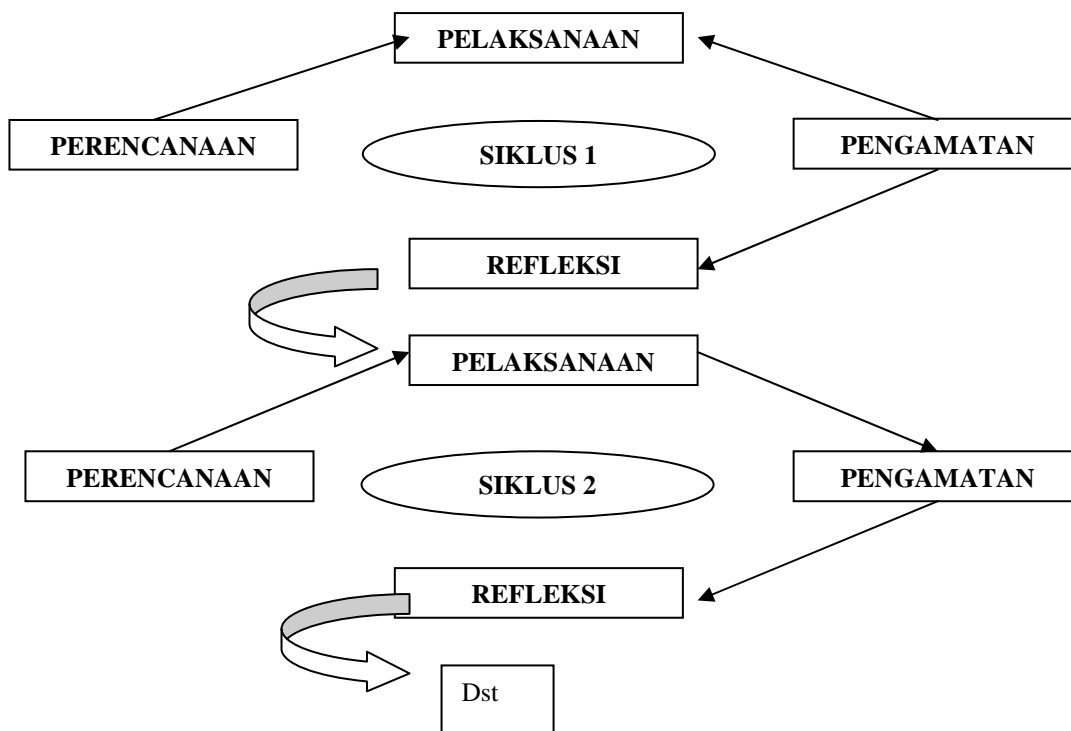 PELAKSANAAN
PERENCANAAN
SIKLUS 1
PENGAMATAN
REFLEKSI
PELAKSANAAN
PERENCANAAN
SIKLUS 2
PENGAMATAN
REFLEKSI
Dst